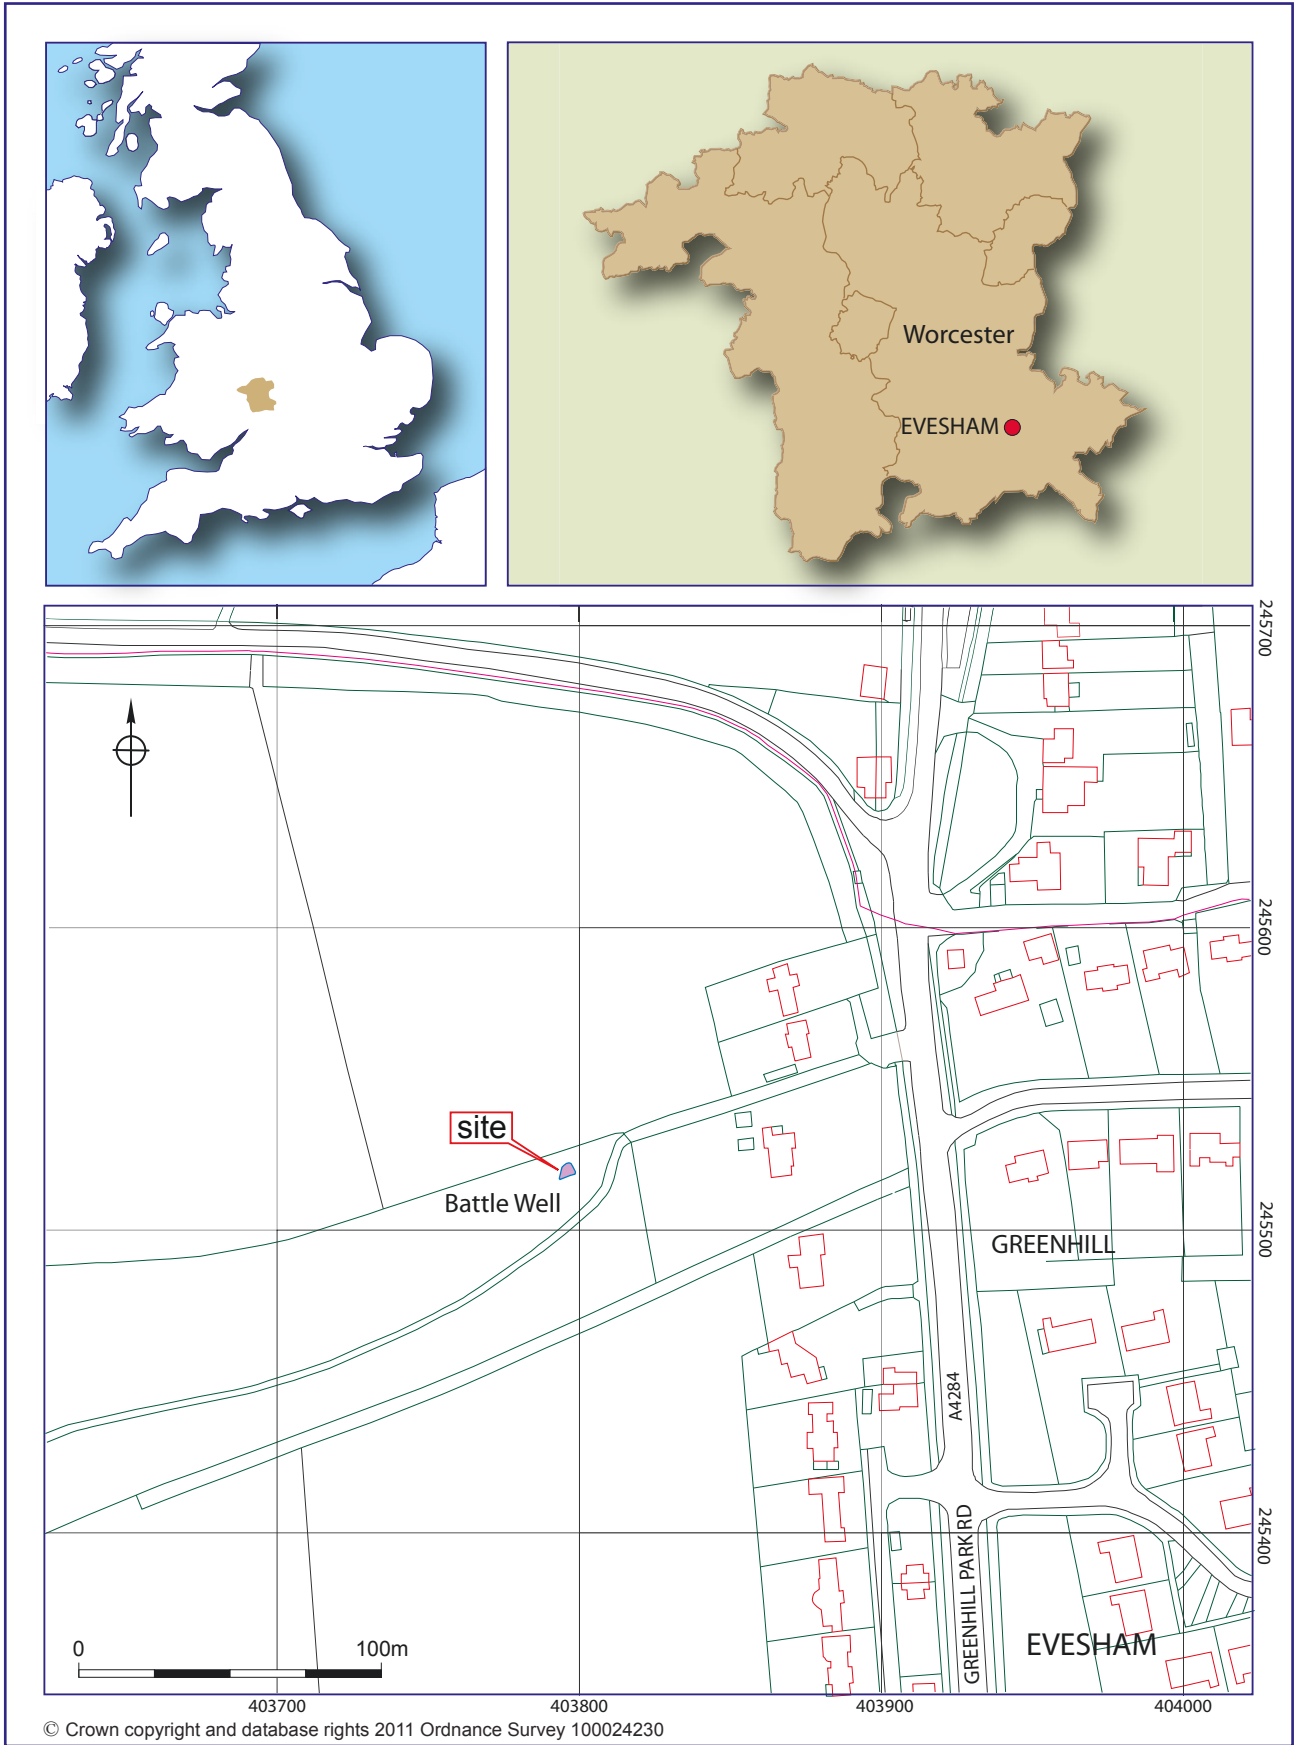 Worcester
EVESHAM
245700
245600
site
Battle Well
245500
GREENHILL
A4284
245400
GREENHILL PARK RD
EVESHAM
0 100m
403700 403800 403900 404000
© Crown copyright and database rights 2011 Ordnance Survey 100024230